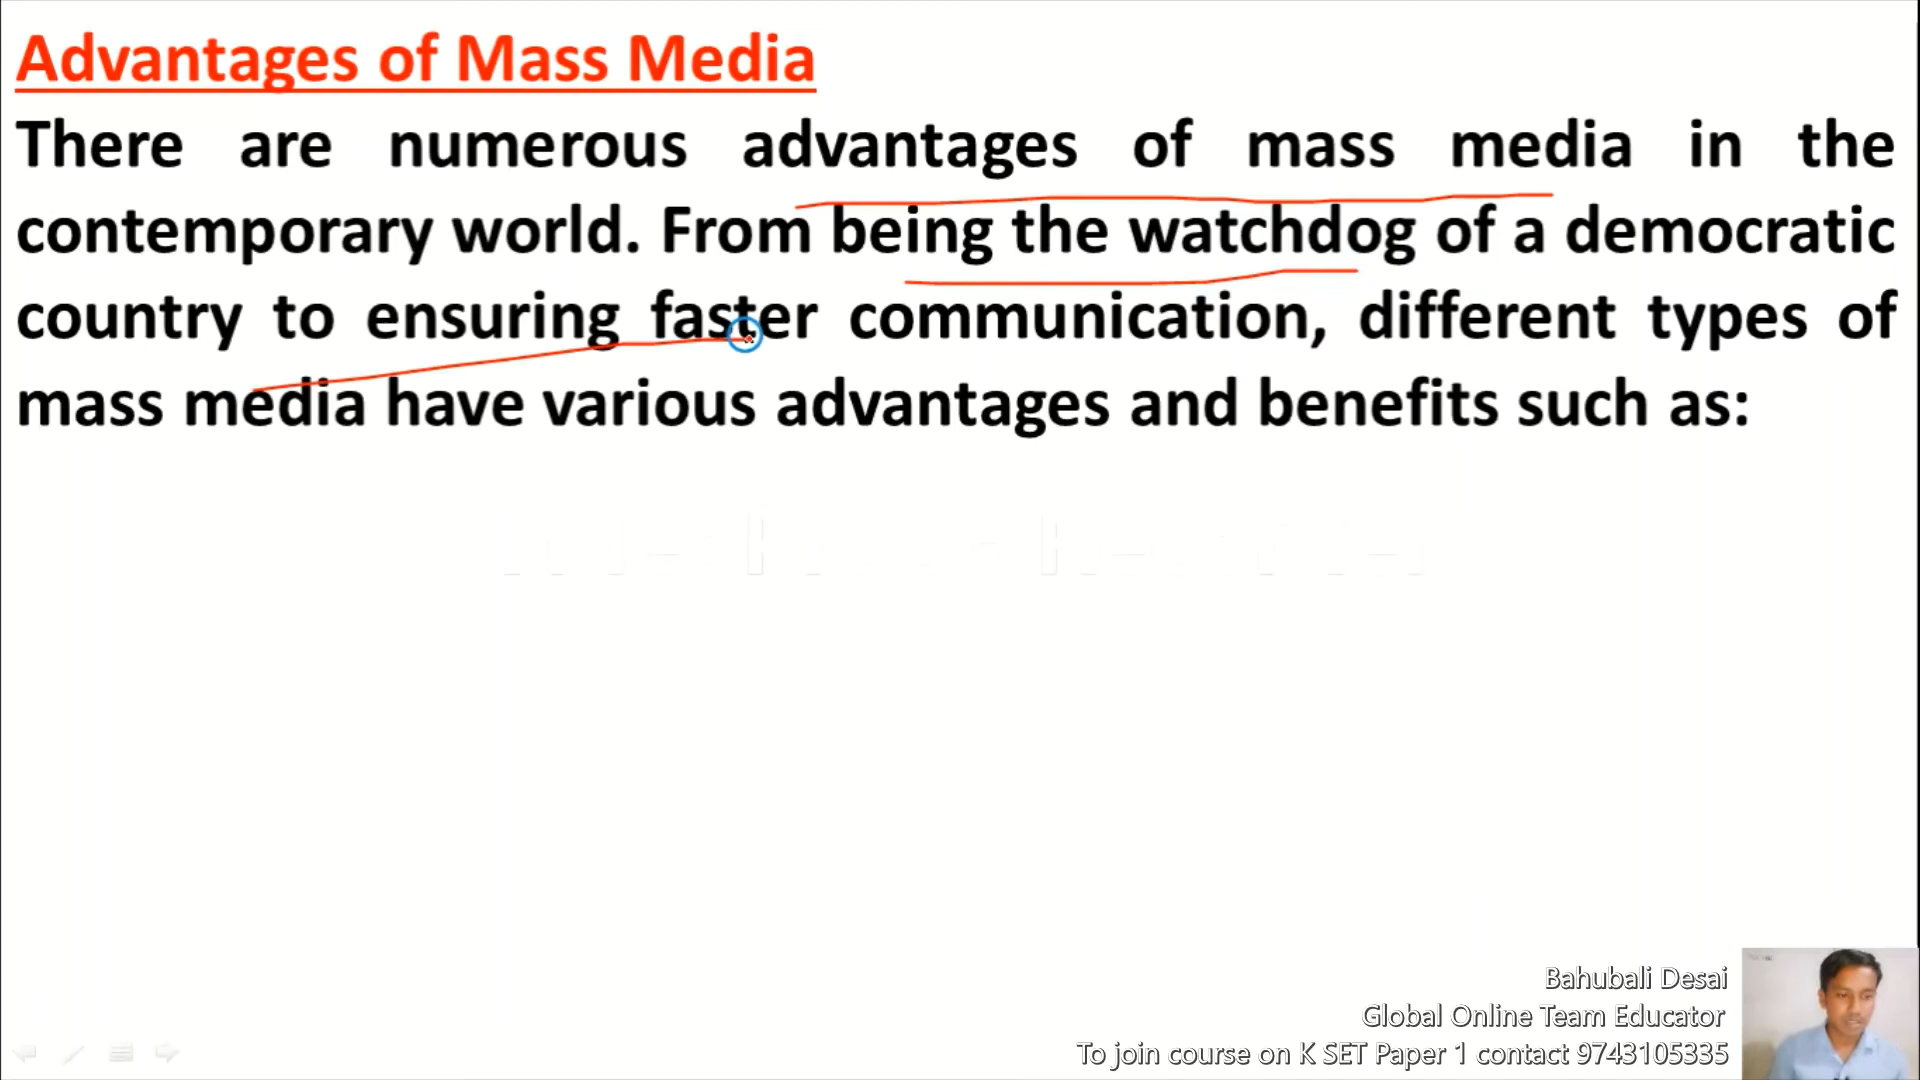 Advantages of Mass Media
There are numerous advantages of mass media in the
contemporary world. From being the watchdog of a democratic
country to ensuring faster communication, different types of
mass media have various advantages and benefits such as:
Bahubali Desai
Global Online Team Educator
To join course on K SET Paper 1 contact 9743105335